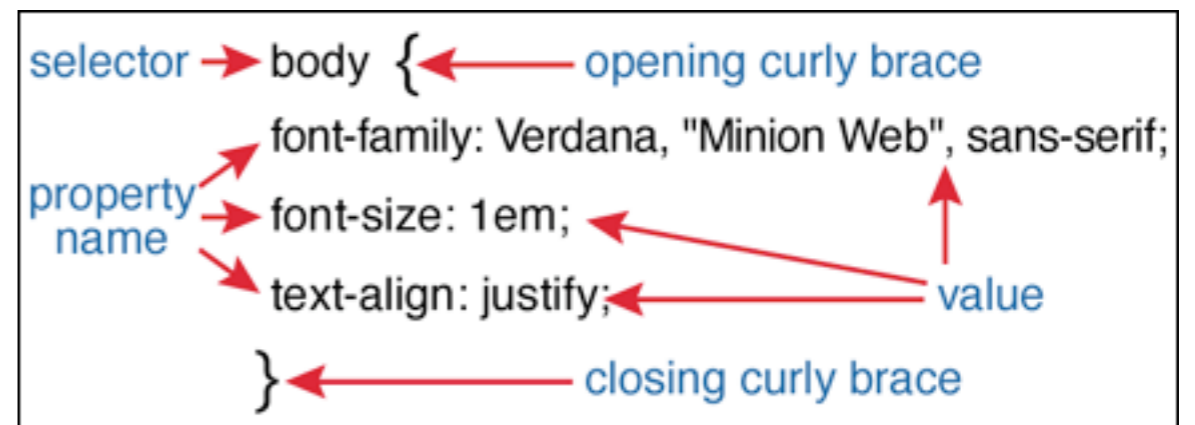 selector body { opening curly brace
font-family: Verdana, "Minion Web", sans-serif;
property
name
font-size: 1em;
text-align: justify;
value
} closing curly brace